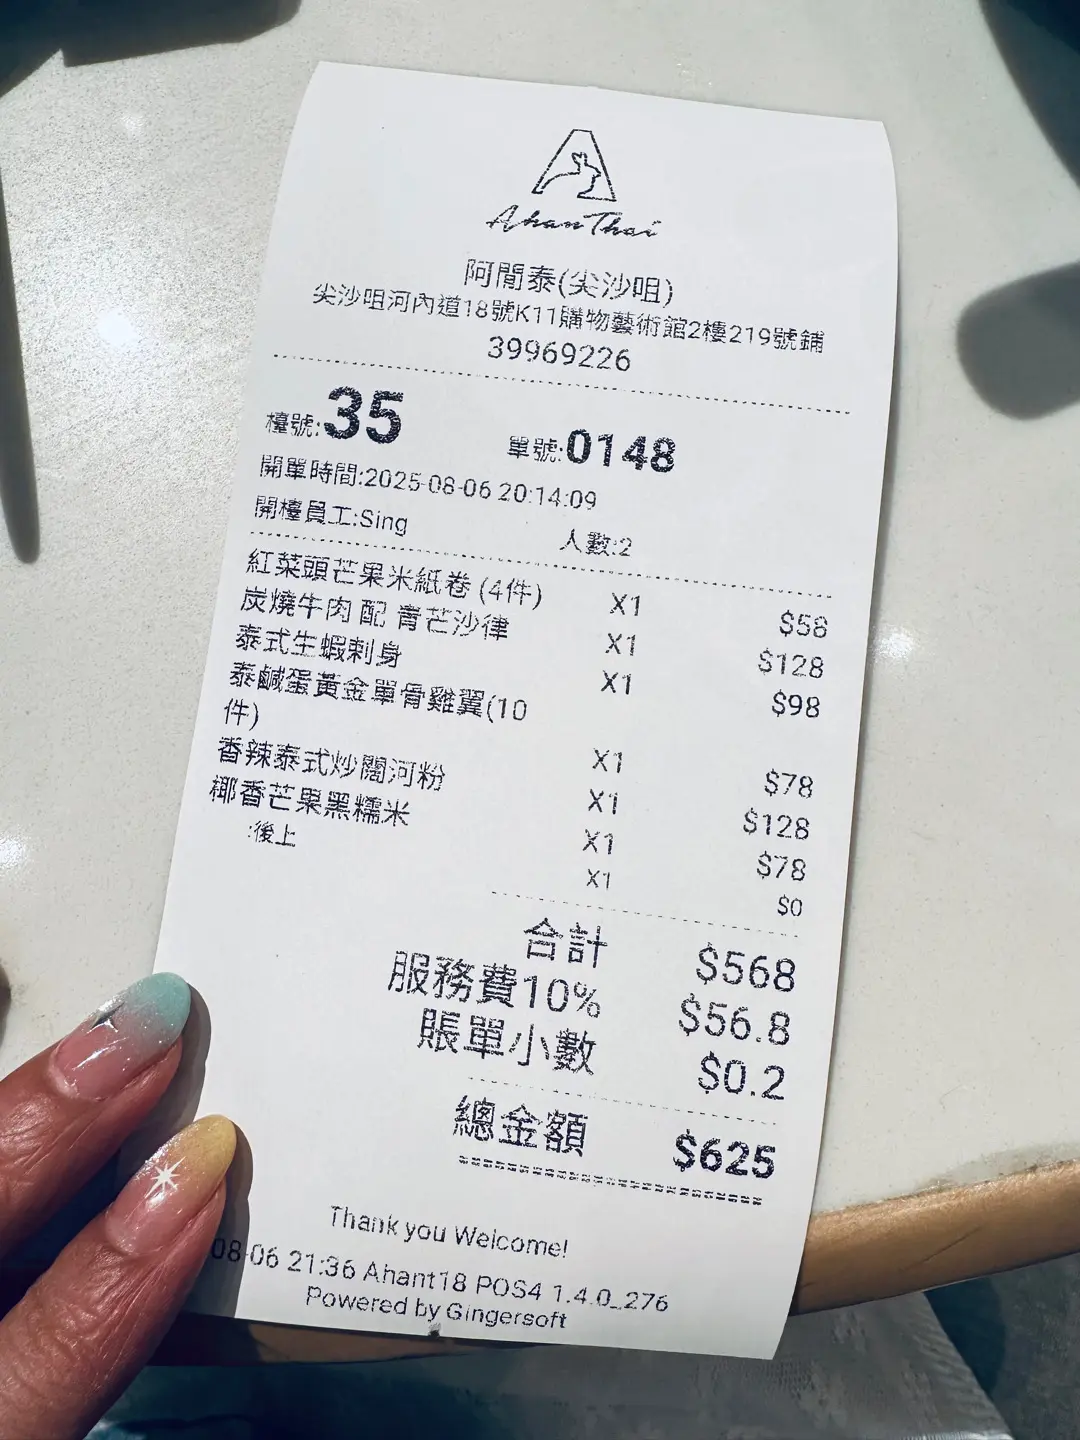 Ahan Thai
阿閒泰(尖沙咀)
尖沙咀河內道18號K11購物藝術館2樓219號鋪
39969226
檯號:35 單號:0148
開單時間:2025-08-06 20:14:09
開檯員工:Sing 人數:2
紅菜頭芒果米紙卷 (4件) X1 $58
炭燒牛肉 配 青芒沙律 X1 $128
泰式生蝦刺身 X1 $98
泰鹹蛋黃金單骨雞翼(10
件) X1 $78
香辣泰式炒闊河粉 X1 $128
椰香芒果黑糯米 X1 $78
:後上 X1 $0
合計 $568
服務費10% $56.8
賬單小數 $0.2
總金額 $625
Thank you Welcome!
08-06 21:36 Ahant18 POS4 1.4.0_276
Powered by Gingersoft